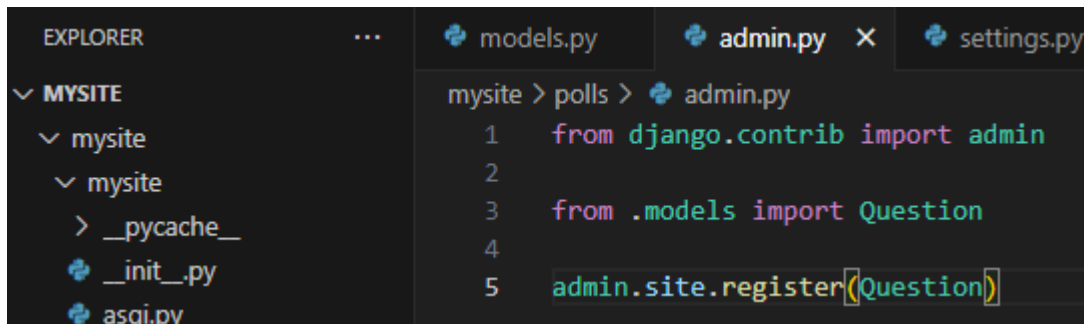 EXPLORER ...
MYSITE
mysite
mysite
__pycache__
__init__.py
asgi.py
models.py admin.py × settings.py
mysite > polls > admin.py
1 from django.contrib import admin
2
3 from .models import Question
4
5 admin.site.register(Question)